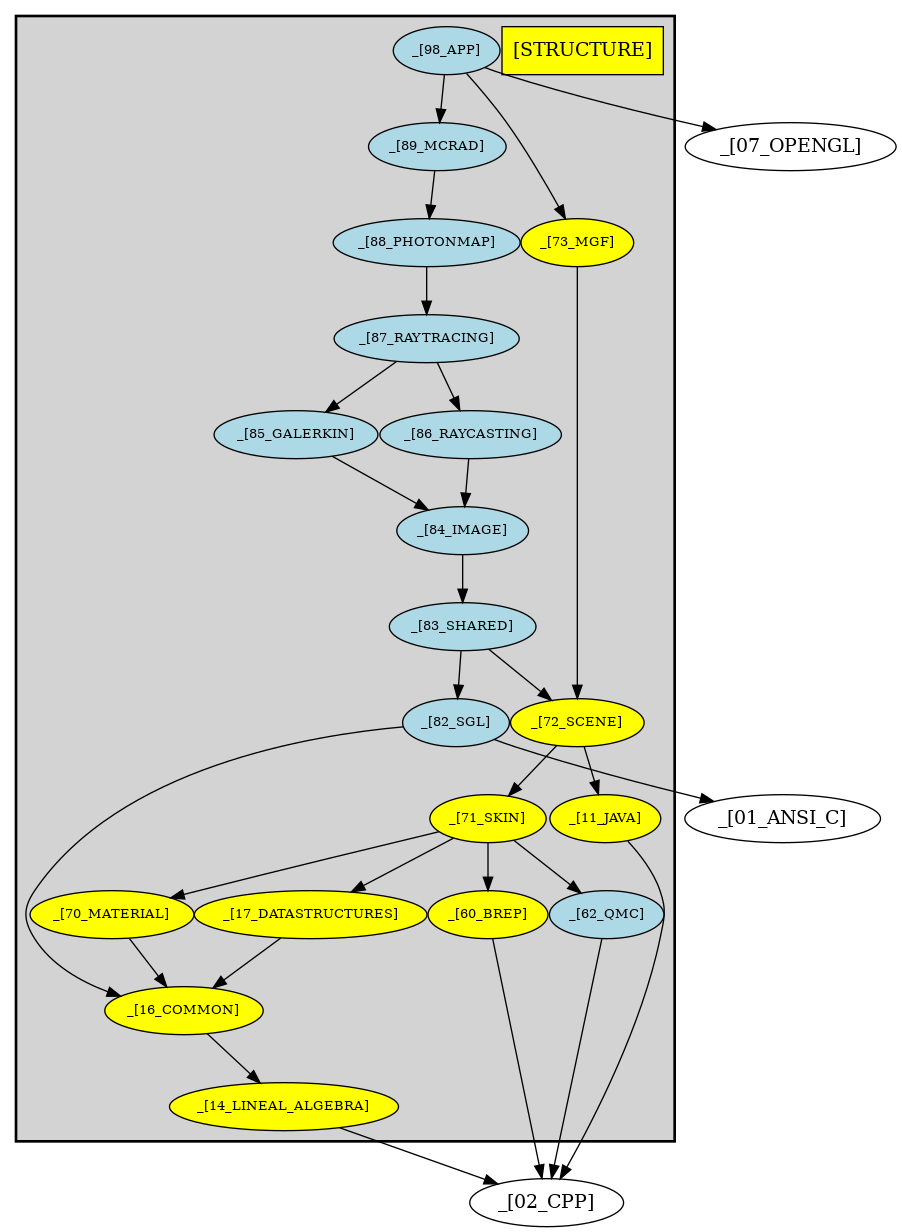 _[98_APP]
[STRUCTURE]
_[89_MCRAD]
_[07_OPENGL]
_[88_PHOTONMAP]
_[73_MGF]
_[87_RAYTRACING]
_[85_GALERKIN]
_[86_RAYCASTING]
_[84_IMAGE]
_[83_SHARED]
_[82_SGL]
_[72_SCENE]
_[71_SKIN]
_[11_JAVA]
_[01_ANSI_C]
_[70_MATERIAL]
_[17_DATASTRUCTURES]
_[60_BREP]
_[62_QMC]
_[16_COMMON]
_[14_LINEAL_ALGEBRA]
_[02_CPP]